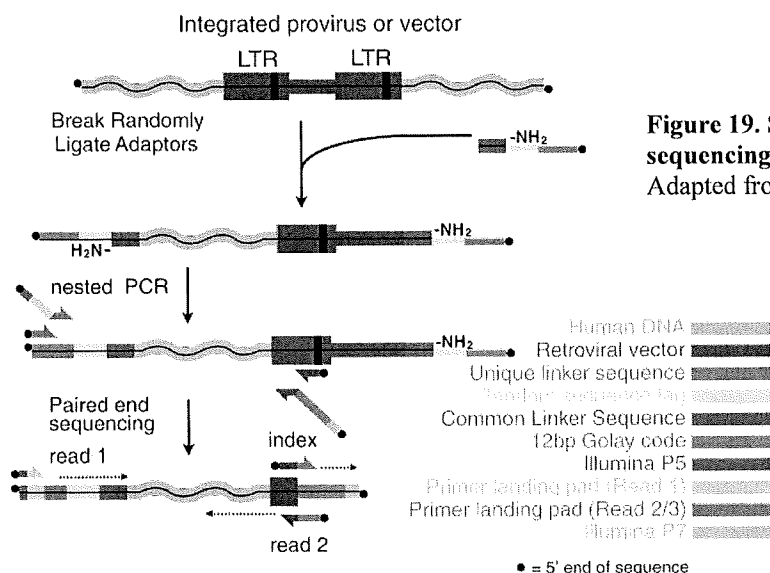 Integrated provirus or vector
LTR LTR
Break Randomly
Ligate Adaptors
-NH2
Figure 19. S
sequencing
Adapted fro
H2N-
-NH2
nested PCR
-NH2
Human DNA
Retroviral vector
Unique linker sequence
Random sequence tag
Common Linker Sequence
12bp Golay code
Illumina P5
Primer landing pad (Read 1)
Primer landing pad (Read 2/3)
Illumina P7
Paired end
sequencing
read 1
index
read 2
• = 5' end of sequence